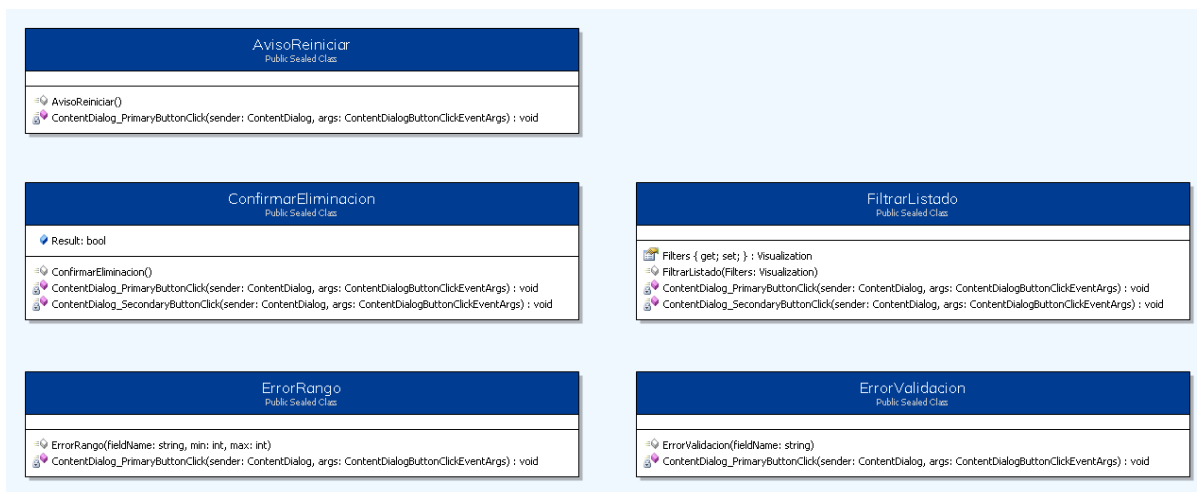 AvisoReiniciar
Public Sealed Class
AvisoReiniciar()
ContentDialog_PrimaryButtonClick(sender: ContentDialog, args: ContentDialogButtonClickEventArgs) : void
ConfirmarEliminacion
Public Sealed Class
Result: bool
ConfirmarEliminacion()
ContentDialog_PrimaryButtonClick(sender: ContentDialog, args: ContentDialogButtonClickEventArgs) : void
ContentDialog_SecondaryButtonClick(sender: ContentDialog, args: ContentDialogButtonClickEventArgs) : void
FiltrarListado
Public Sealed Class
Filters { get; set; } : Visualization
FiltrarListado(Filters: Visualization)
ContentDialog_PrimaryButtonClick(sender: ContentDialog, args: ContentDialogButtonClickEventArgs) : void
ContentDialog_SecondaryButtonClick(sender: ContentDialog, args: ContentDialogButtonClickEventArgs) : void
ErrorRango
Public Sealed Class
ErrorRango(fieldName: string, min: int, max: int)
ContentDialog_PrimaryButtonClick(sender: ContentDialog, args: ContentDialogButtonClickEventArgs) : void
ErrorValidacion
Public Sealed Class
ErrorValidacion(fieldName: string)
ContentDialog_PrimaryButtonClick(sender: ContentDialog, args: ContentDialogButtonClickEventArgs) : void